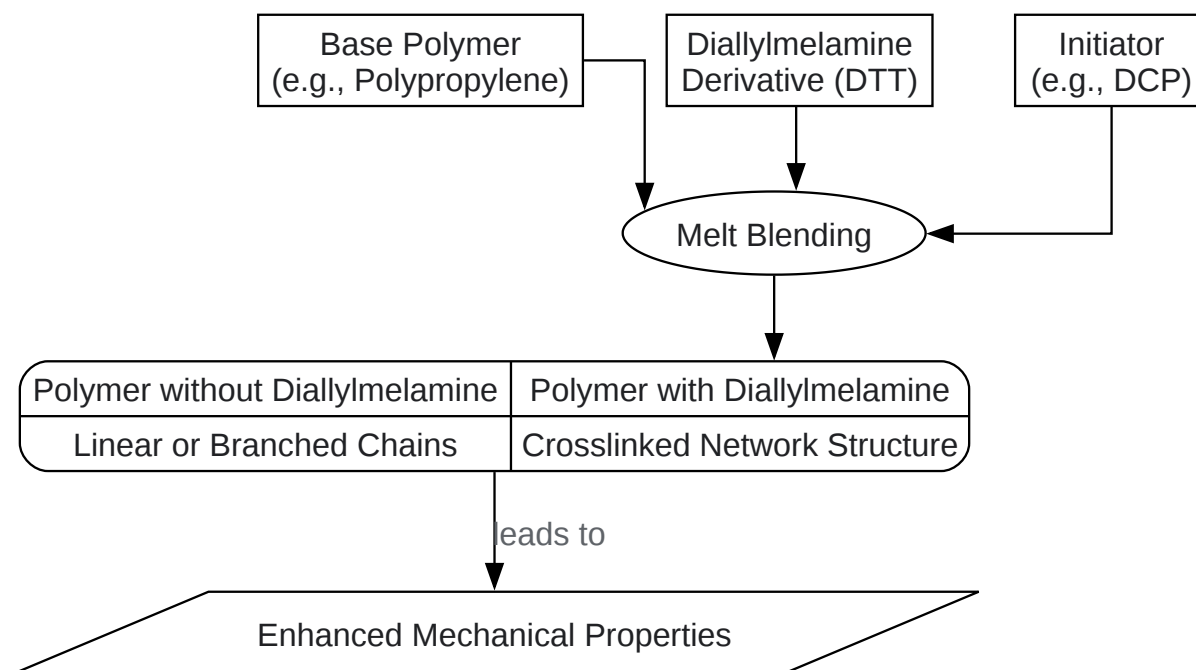 Base Polymer
(e.g., Polypropylene)
Diallylmelamine
Derivative (DTT)
Initiator
(e.g., DCP)
Melt Blending
Polymer without Diallylmelamine
Polymer with Diallylmelamine
Linear or Branched Chains
Crosslinked Network Structure
leads to
Enhanced Mechanical Properties